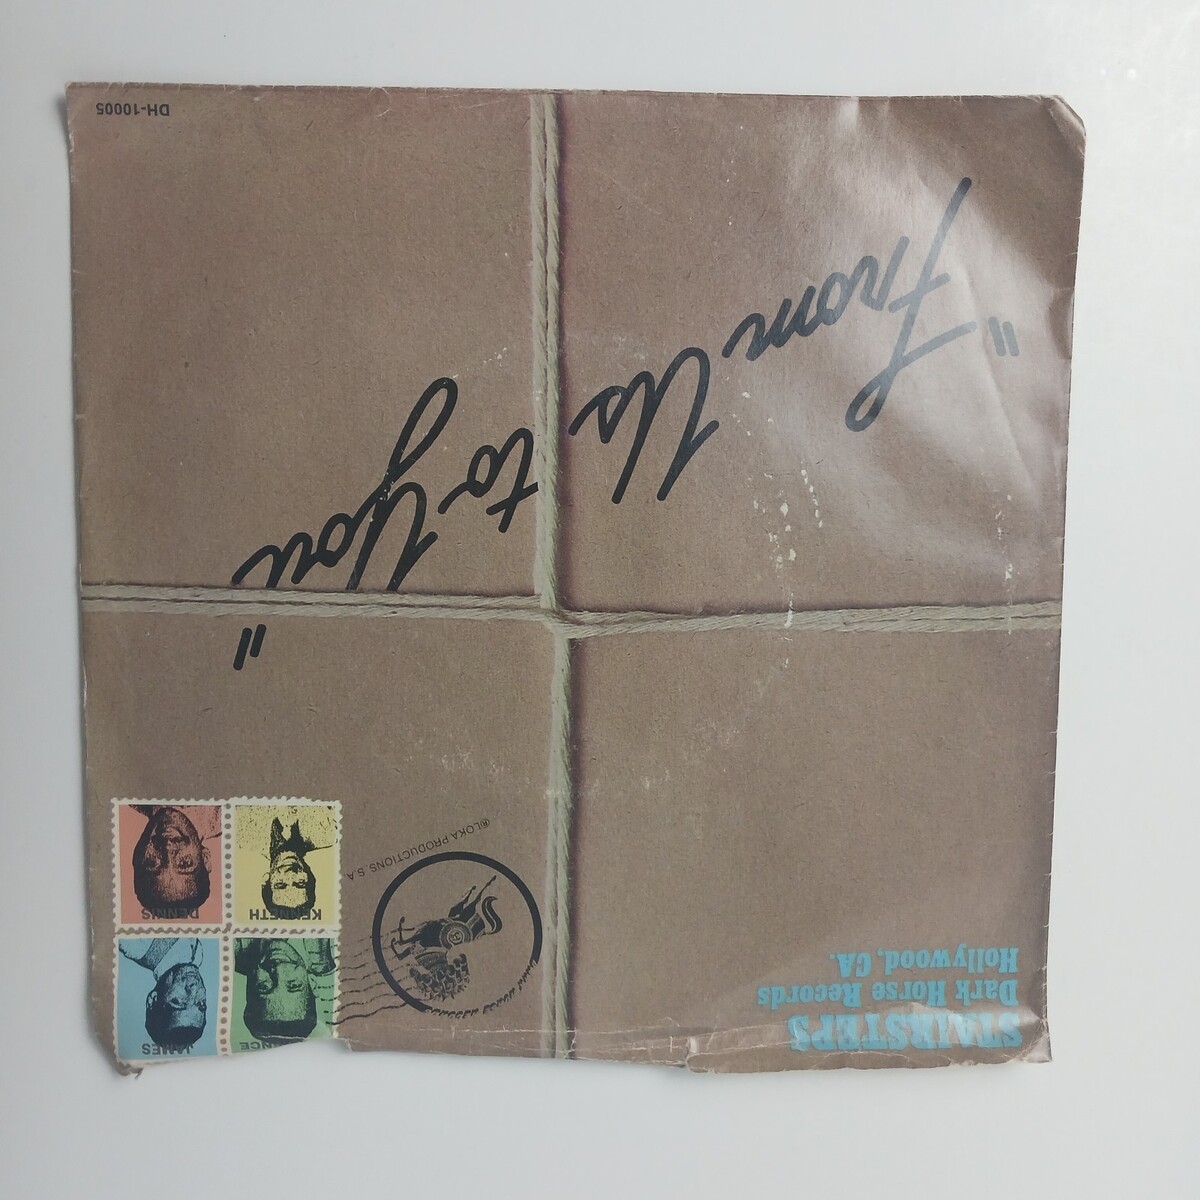 STAIRSTEPS
Dark Horse Records
Hollywood, CA.
JAMES
KENNETH
DENNIS
℗LOKA PRODUCTIONS, S.A
"From Us to You"
DH-10005